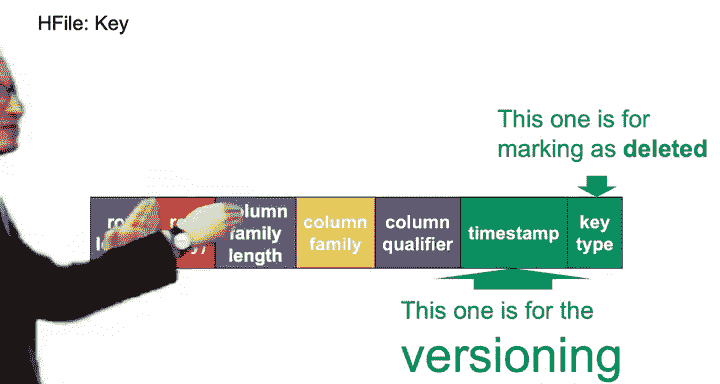 HFile: Key
This one is for
marking as deleted
column
family
length
column
family
column
qualifier
timestamp
key
type
This one is for the
versioning